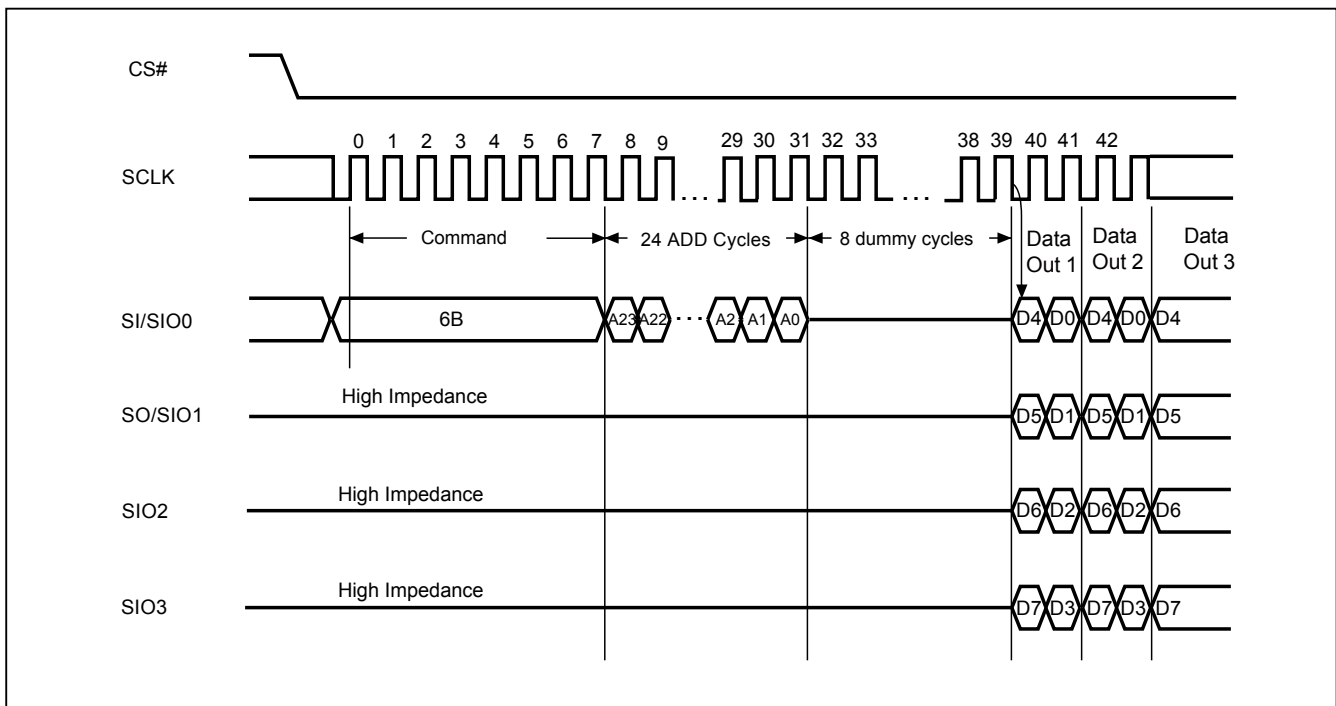 CS#
0 1 2 3 4 5 6 7 8 9 29 30 31 32 33 38 39 40 41 42
SCLK
Command 24 ADD Cycles 8 dummy cycles Data Out 1 Data Out 2 Data Out 3
SI/SIO0 6B A23 A22 A2 A1 A0 D4 D0 D4 D0 D4
High Impedance
SO/SIO1 D5 D1 D5 D1 D5
High Impedance
SIO2 D6 D2 D6 D2 D6
High Impedance
SIO3 D7 D3 D7 D3 D7